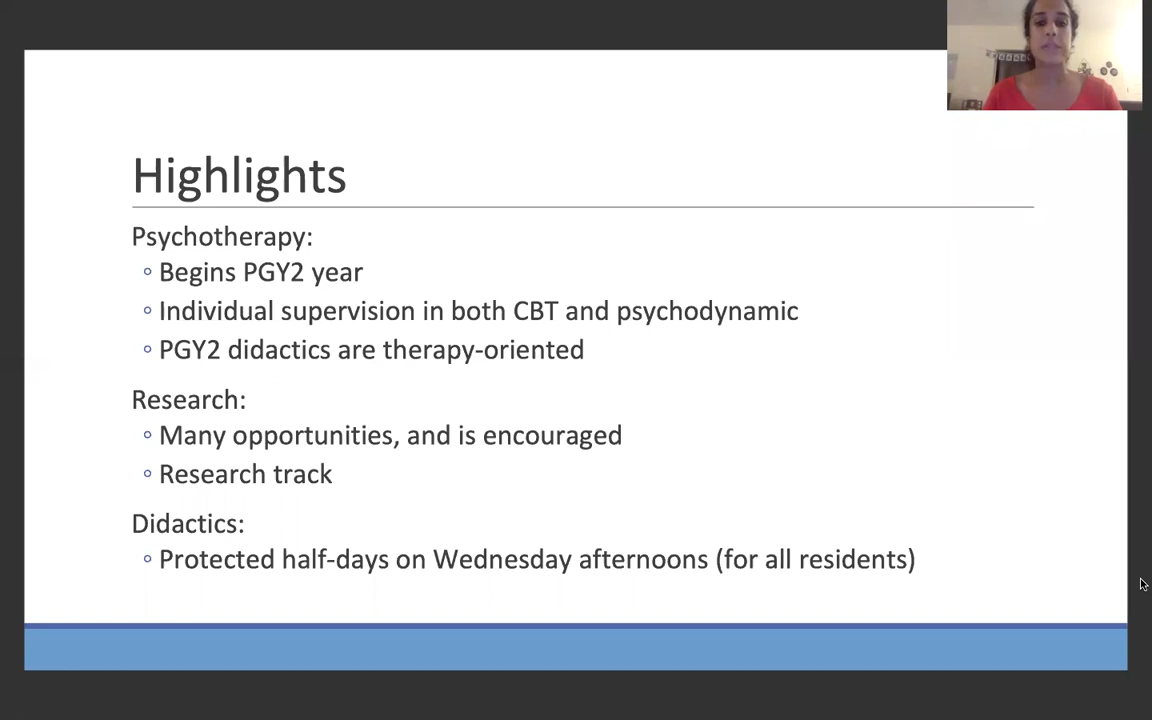 Highlights
Psychotherapy:
◦ Begins PGY2 year
◦ Individual supervision in both CBT and psychodynamic
◦ PGY2 didactics are therapy-oriented
Research:
◦ Many opportunities, and is encouraged
◦ Research track
Didactics:
◦ Protected half-days on Wednesday afternoons (for all residents)